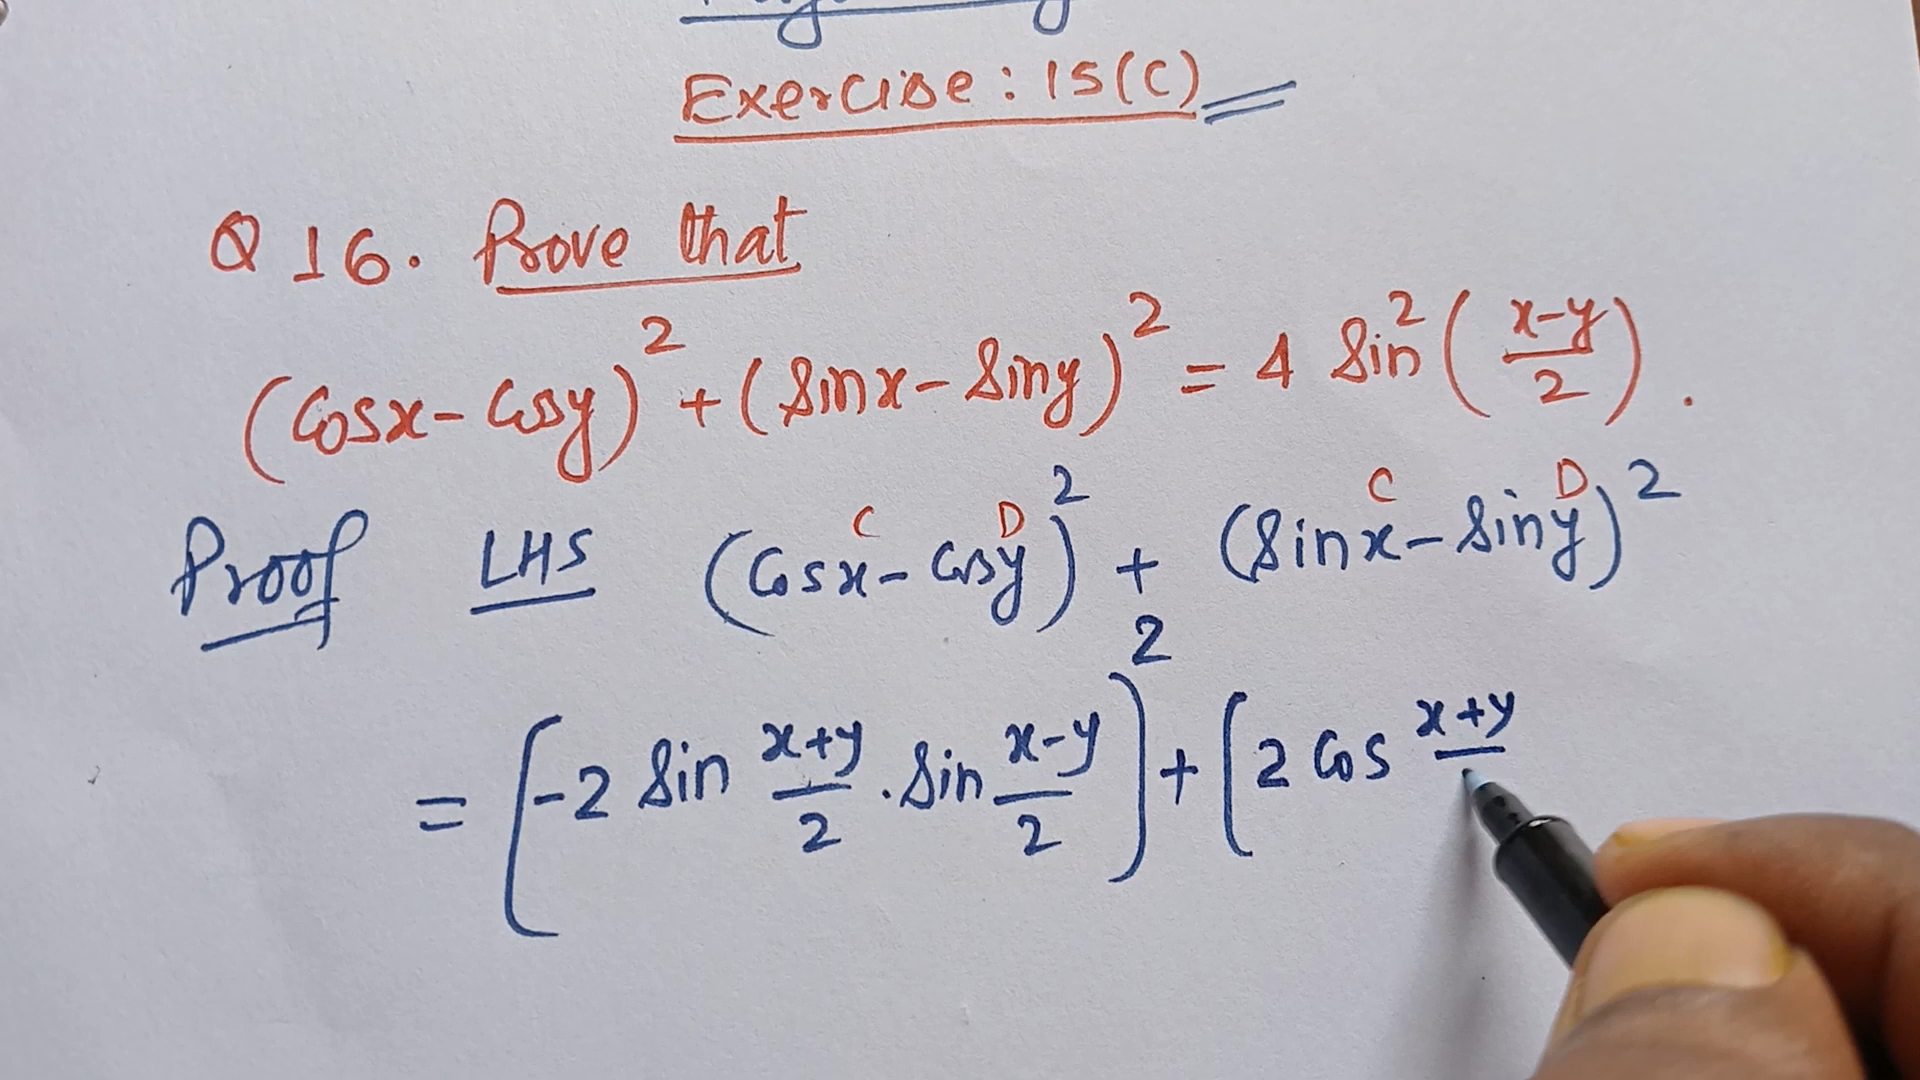 Exercise: 15(C)
Q 16. Prove that
(Cosx - Cosy)² + (Sinx - Siny)² = 4 Sin² ((x-y)/2).
C D C D
Proof LHS (Cosx - Cosy)² + (Sinx - Siny)²
= [-2 Sin (x+y)/2 . Sin (x-y)/2]² + [2 Cos (x+y)/